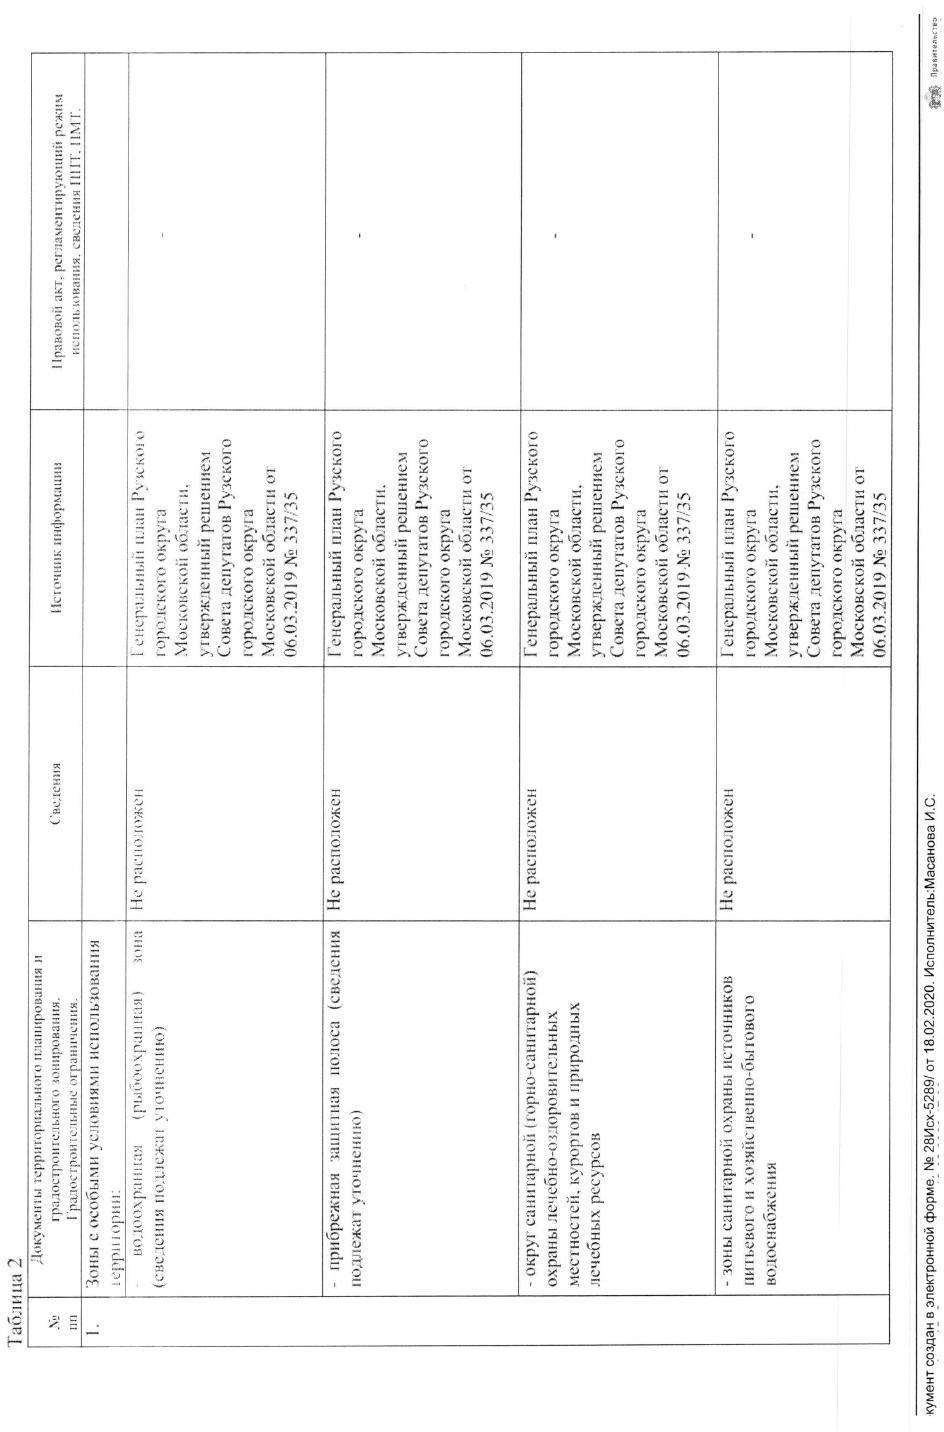 Таблица 2
№
пп
Документы территориального планирования и
градостроительного зонирования.
Градостроительные ограничения.
Сведения
Источник информации
Правовой акт, регламентирующий режим
использования, сведения ППТ, ПМТ.
1.
Зоны с особыми условиями использования
территории:
- водоохранная (рыбоохранная) зона
(сведения подлежат уточнению)
Не расположен
Генеральный план Рузского
городского округа
Московской области,
утвержденный решением
Совета депутатов Рузского
городского округа
Московской области от
06.03.2019 № 337/35
-
- прибрежная защитная полоса (сведения
подлежат уточнению)
Не расположен
Генеральный план Рузского
городского округа
Московской области,
утвержденный решением
Совета депутатов Рузского
городского округа
Московской области от
06.03.2019 № 337/35
-
- округ санитарной (горно-санитарной)
охраны лечебно-оздоровительных
местностей, курортов и природных
лечебных ресурсов
Не расположен
Генеральный план Рузского
городского округа
Московской области,
утвержденный решением
Совета депутатов Рузского
городского округа
Московской области от
06.03.2019 № 337/35
-
- зоны санитарной охраны источников
питьевого и хозяйственно-бытового
водоснабжения
Не расположен
Генеральный план Рузского
городского округа
Московской области,
утвержденный решением
Совета депутатов Рузского
городского округа
Московской области от
06.03.2019 № 337/35
-
кумент создан в электронной форме. № 28Исх-5289/ от 18.02.2020. Исполнитель:Масанова И.С.
Правительство